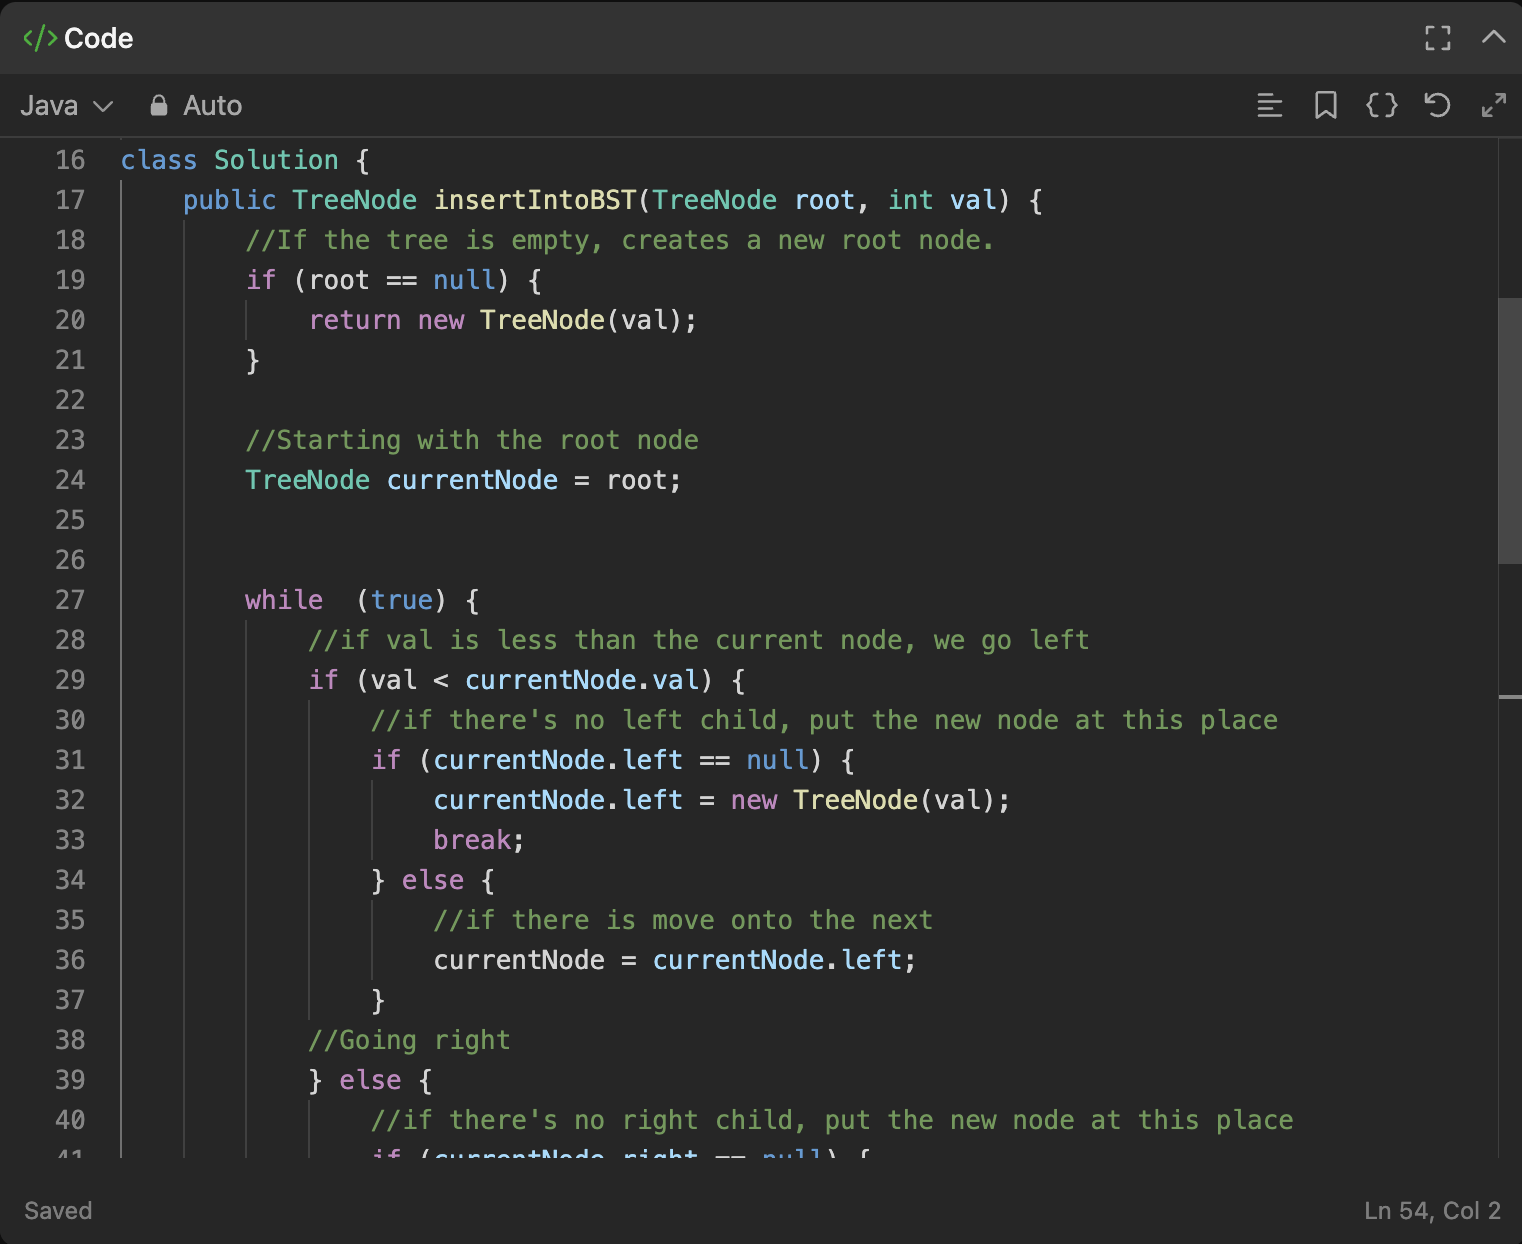 </> Code
Java Auto
16 class Solution {
17     public TreeNode insertIntoBST(TreeNode root, int val) {
18         //If the tree is empty, creates a new root node.
19         if (root == null) {
20             return new TreeNode(val);
21         }
22
23         //Starting with the root node
24         TreeNode currentNode = root;
25
26
27         while  (true) {
28             //if val is less than the current node, we go left
29             if (val < currentNode.val) {
30                 //if there's no left child, put the new node at this place
31                 if (currentNode.left == null) {
32                     currentNode.left = new TreeNode(val);
33                     break;
34                 } else {
35                     //if there is move onto the next
36                     currentNode = currentNode.left;
37                 }
38             //Going right
39             } else {
40                 //if there's no right child, put the new node at this place
41                 if (currentNode.right == null) {
Saved Ln 54, Col 2